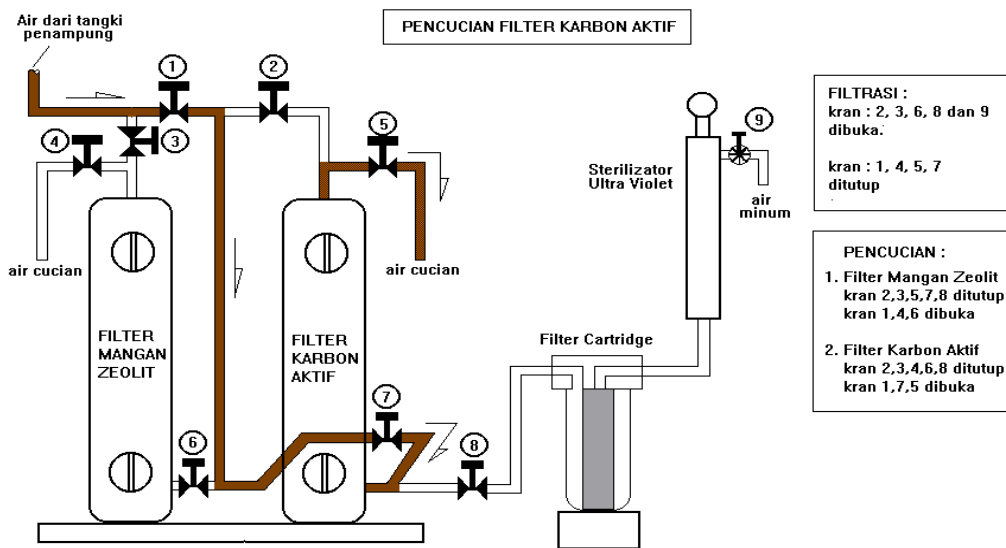 Air dari tangki
penampung
PENCUCIAN FILTER KARBON AKTIF
1
2
3
4
5
6
7
8
9
air cucian
air cucian
FILTER
MANGAN
ZEOLIT
FILTER
KARBON
AKTIF
Filter Cartridge
Sterilizator
Ultra Violet
air
minum
FILTRASI :
kran : 2, 3, 6, 8 dan 9
dibuka.
kran : 1, 4, 5, 7
ditutup
PENCUCIAN :
1. Filter Mangan Zeolit
kran 2,3,5,7,8 ditutup
kran 1,4,6 dibuka
2. Filter Karbon Aktif
kran 2,3,4,6,8 ditutup
kran 1,7,5 dibuka